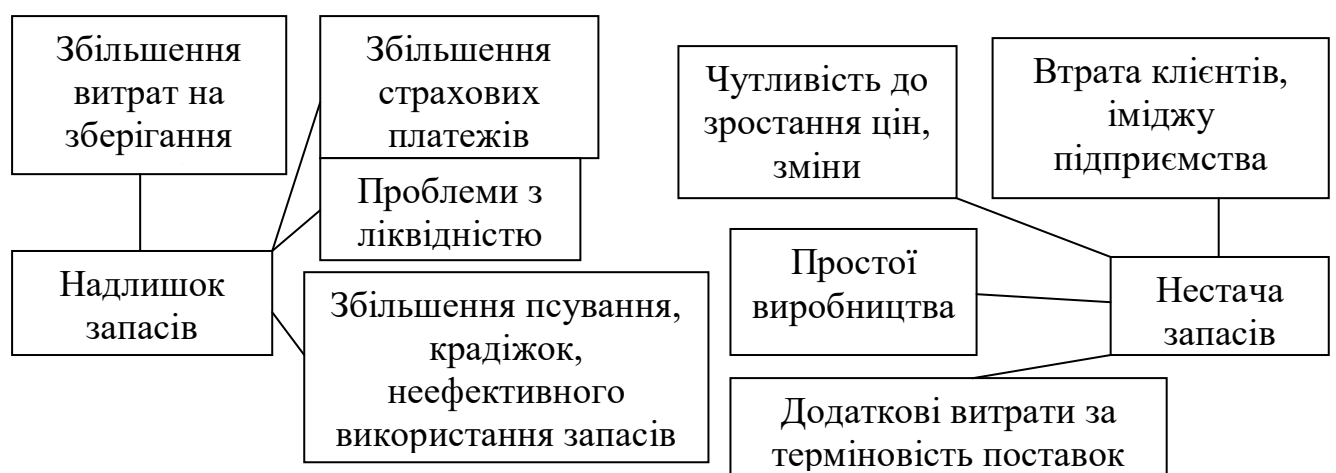 Збільшення
витрат на
зберігання
Збільшення
страхових
платежів
Проблеми з
ліквідністю
Надлишок
запасів
Збільшення псування,
крадіжок,
неефективного
використання запасів
Чутливість до
зростання цін,
зміни
Втрата клієнтів,
іміджу
підприємства
Простої
виробництва
Нестача
запасів
Додаткові витрати за
терміновість поставок